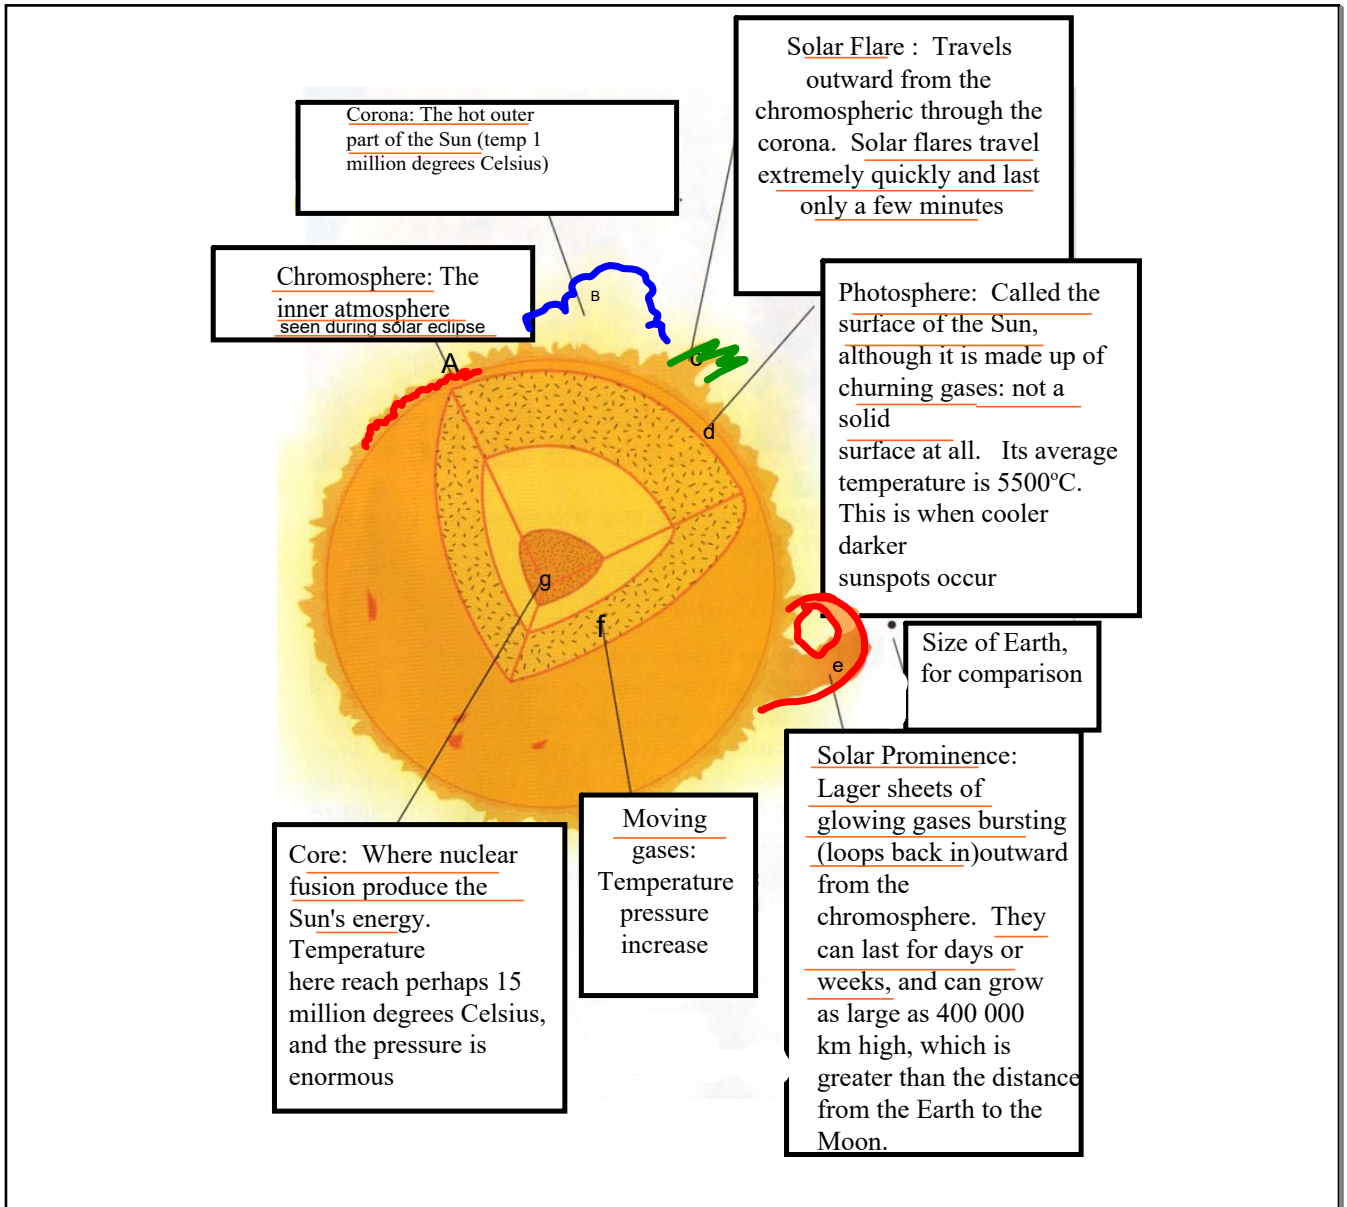 Solar Flare :  Travels
outward from the
chromospheric through the
corona.  Solar flares travel
extremely quickly and last
only a few minutes
Corona: The hot outer
part of the Sun (temp 1
million degrees Celsius)
Chromosphere: The
inner atmosphere
seen during solar eclipse
Photosphere:  Called the
surface of the Sun,
although it is made up of
churning gases: not a
solid
surface at all.   Its average
temperature is 5500ºC.
This is when cooler
darker
sunspots occur
B
A
c
d
g
f
e
Size of Earth,
for comparison
Solar Prominence:
Lager sheets of
glowing gases bursting
(loops back in)outward
from the
chromosphere.  They
can last for days or
weeks, and can grow
as large as 400 000
km high, which is
greater than the distance
from the Earth to the
Moon.
Moving
gases:
Temperature
pressure
increase
Core:  Where nuclear
fusion produce the
Sun's energy.
Temperature
here reach perhaps 15
million degrees Celsius,
and the pressure is
enormous